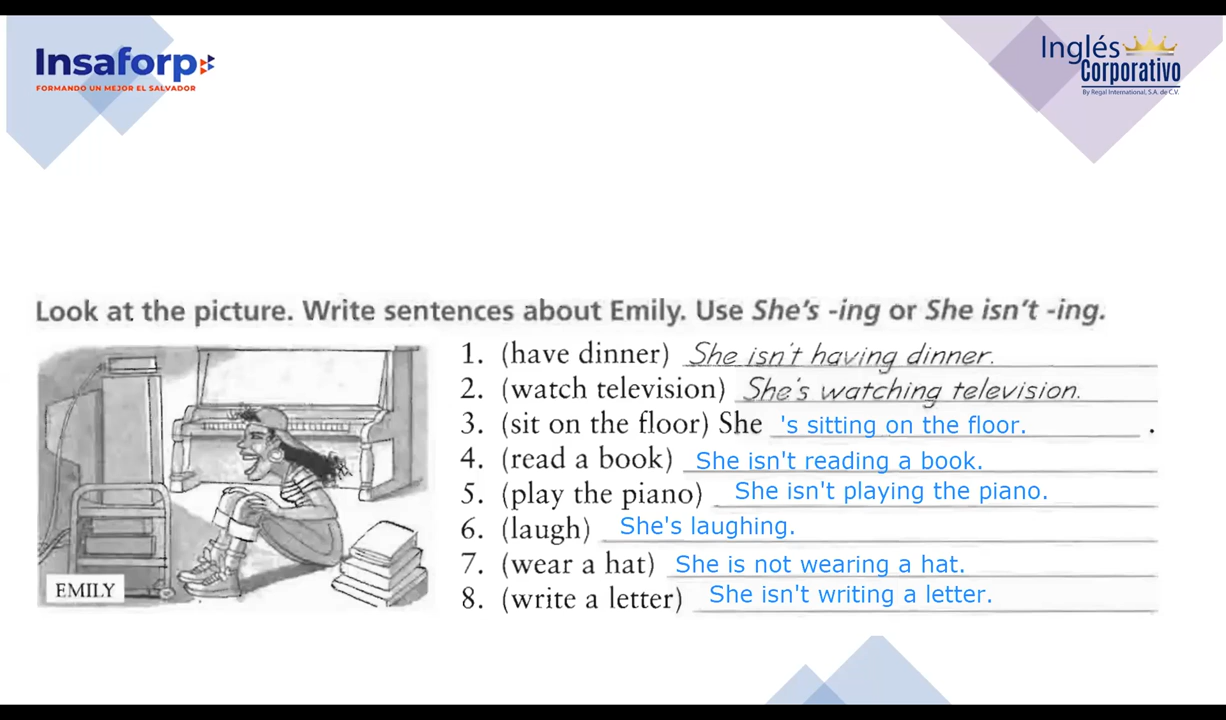 Insaforp
FORMANDO UN MEJOR EL SALVADOR
Inglés
Corporativo
By Regal International, S.A. de C.V.
Look at the picture. Write sentences about Emily. Use She's -ing or She isn't -ing.
1. (have dinner) She isn't having dinner.
2. (watch television) She's watching television.
3. (sit on the floor) She 's sitting on the floor. .
4. (read a book) She isn't reading a book.
5. (play the piano) She isn't playing the piano.
6. (laugh) She's laughing.
7. (wear a hat) She is not wearing a hat.
8. (write a letter) She isn't writing a letter.
EMILY